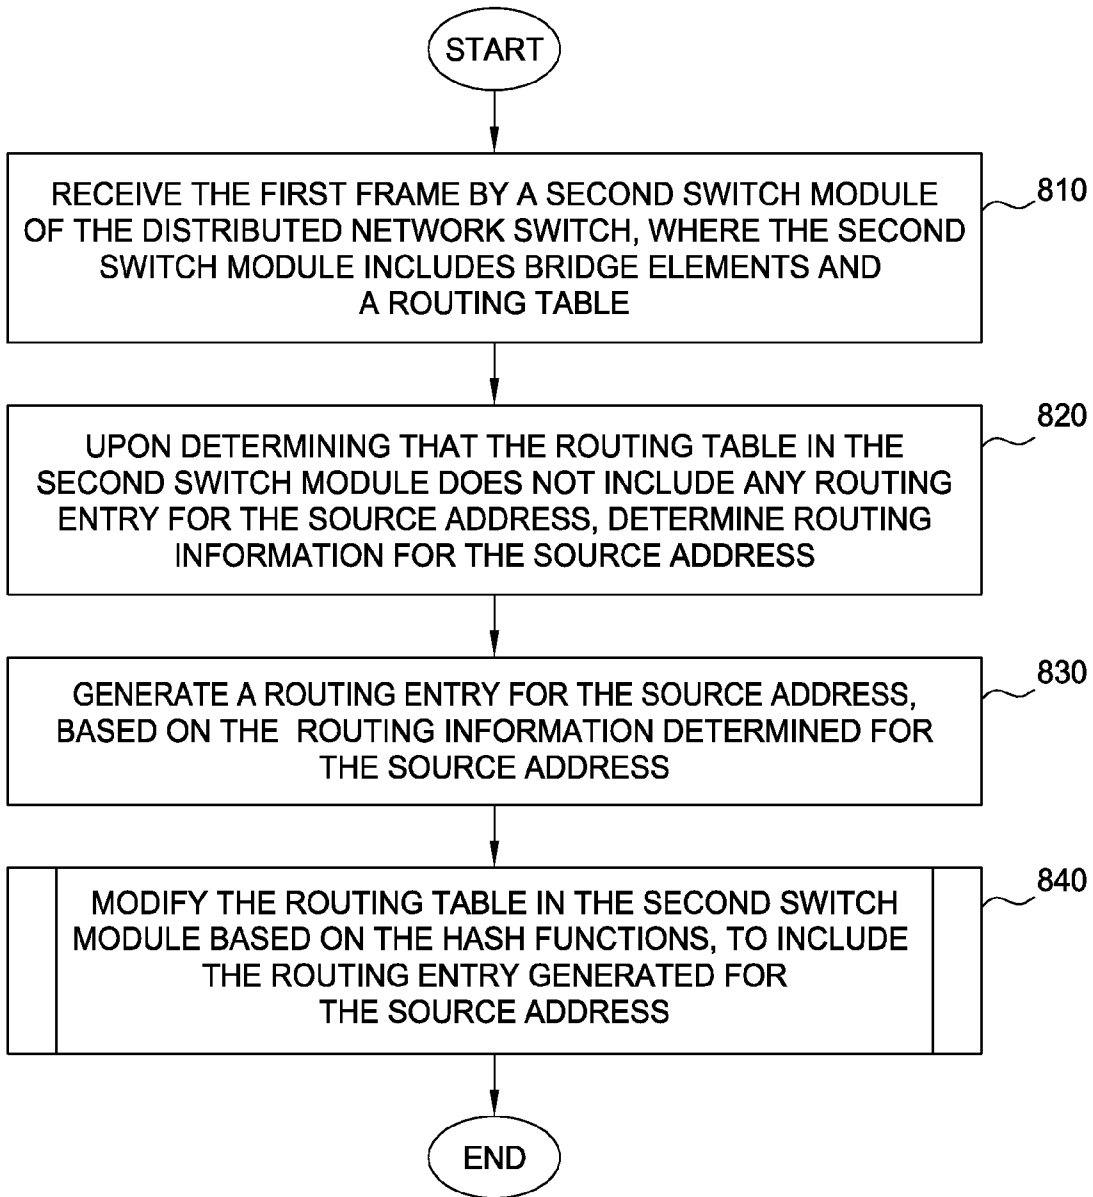 START
RECEIVE THE FIRST FRAME BY A SECOND SWITCH MODULE
OF THE DISTRIBUTED NETWORK SWITCH, WHERE THE SECOND
SWITCH MODULE INCLUDES BRIDGE ELEMENTS AND
A ROUTING TABLE
810
UPON DETERMINING THAT THE ROUTING TABLE IN THE
SECOND SWITCH MODULE DOES NOT INCLUDE ANY ROUTING
ENTRY FOR THE SOURCE ADDRESS, DETERMINE ROUTING
INFORMATION FOR THE SOURCE ADDRESS
820
GENERATE A ROUTING ENTRY FOR THE SOURCE ADDRESS,
BASED ON THE ROUTING INFORMATION DETERMINED FOR
THE SOURCE ADDRESS
830
MODIFY THE ROUTING TABLE IN THE SECOND SWITCH
MODULE BASED ON THE HASH FUNCTIONS, TO INCLUDE
THE ROUTING ENTRY GENERATED FOR
THE SOURCE ADDRESS
840
END